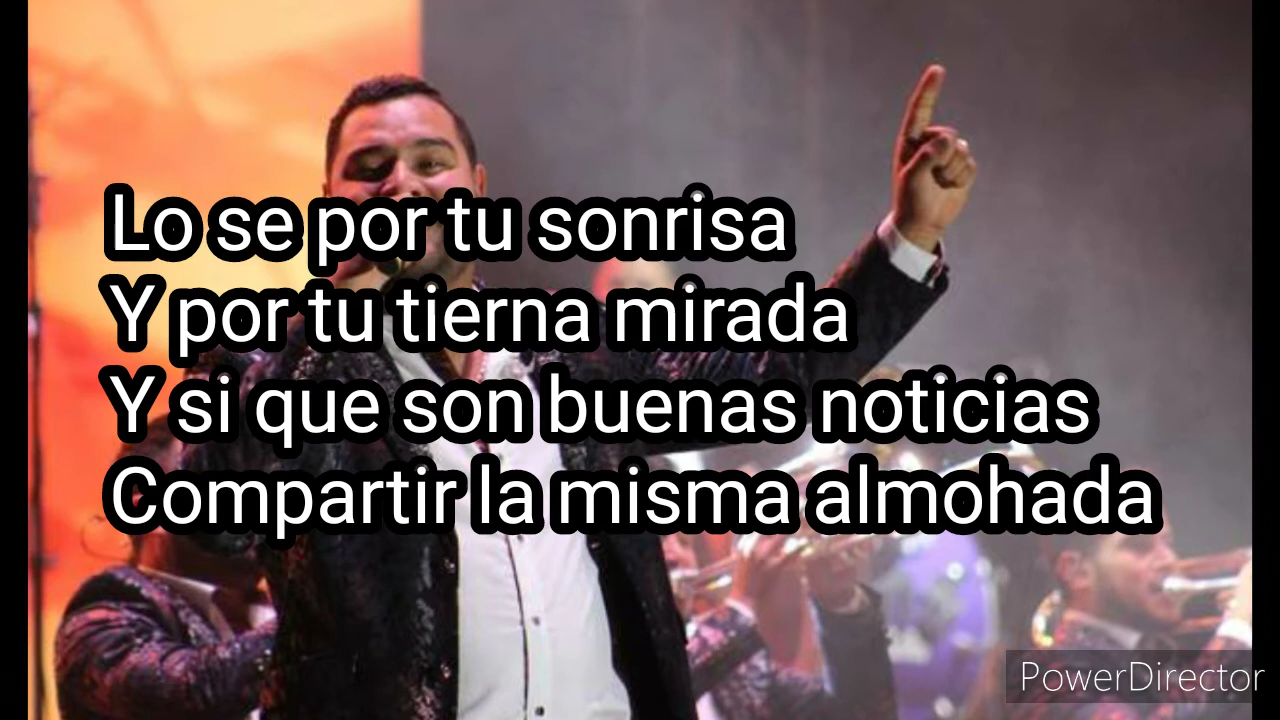 Lo se por tu sonrisa
Y por tu tierna mirada
Y si que son buenas noticias
Compartir la misma almohada
PowerDirector